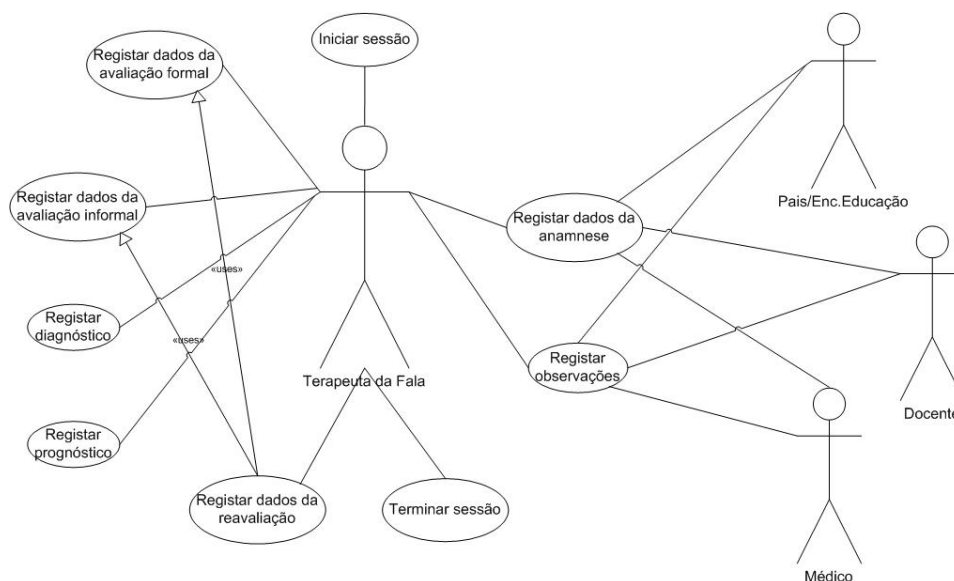 Iniciar sessão
Registar dados da
avaliação formal
Registar dados da
avaliação informal
«uses»
Registar
diagnóstico
«uses»
Registar
prognóstico
Registar dados da
reavaliação
Terapeuta da Fala
Terminar sessão
Registar dados da
anamnese
Registar
observações
Pais/Enc.Educação
Docente
Médico